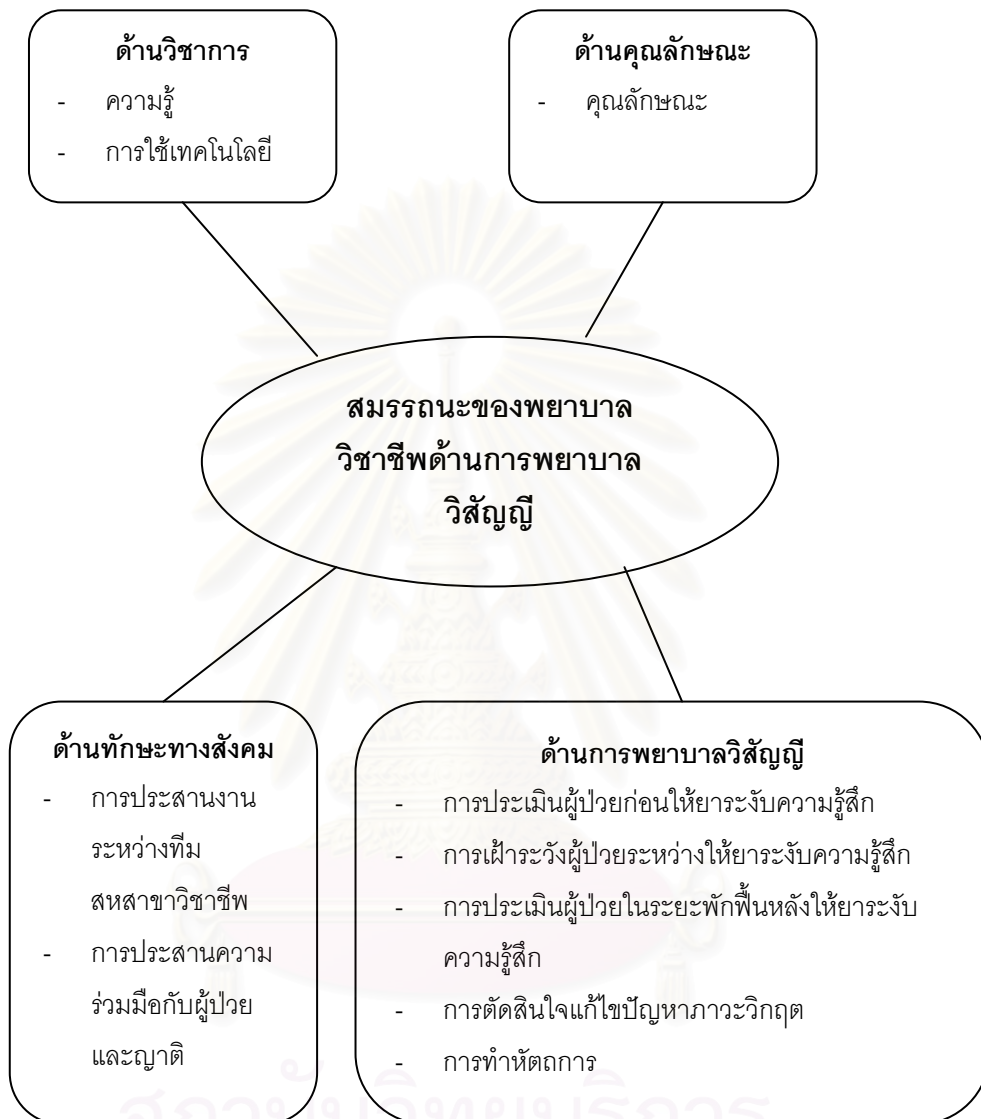 ด้านวิชาการ
- ความรู้
- การใช้เทคโนโลยี
ด้านคุณลักษณะ
- คุณลักษณะ
สมรรถนะของพยาบาล
วิชาชีพด้านการพยาบาล
วิสัญญี
ด้านทักษะทางสังคม
- การประสานงาน
ระหว่างทีม
สหสาขาวิชาชีพ
- การประสานความ
ร่วมมือกับผู้ป่วย
และญาติ
ด้านการพยาบาลวิสัญญี
- การประเมินผู้ป่วยก่อนให้ยาระงับความรู้สึก
- การเฝ้าระวังผู้ป่วยระหว่างให้ยาระงับความรู้สึก
- การประเมินผู้ป่วยในระยะพักฟื้นหลังให้ยาระงับ
ความรู้สึก
- การตัดสินใจแก้ไขปัญหาภาวะวิกฤต
- การทำหัตถการ
สถาบันวิทยบริการ